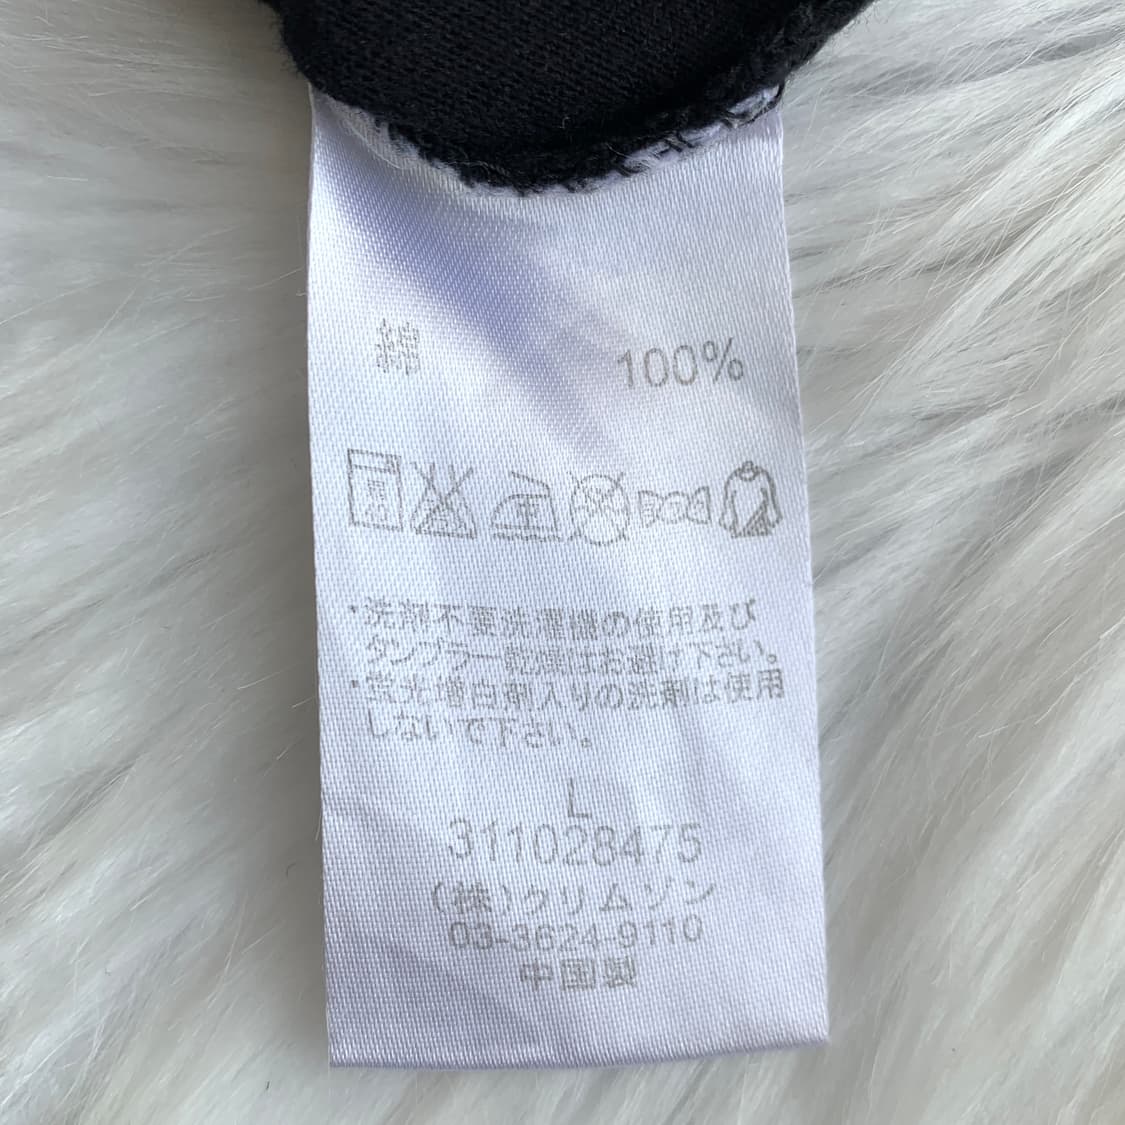 綿 100%
・洗剤不要洗濯機の使用及び
タンブラー乾燥はお避け下さい。
・蛍光増白剤入りの洗剤は使用
しないで下さい。
L
311028475
(株)クリムゾン
03-3624-9110
中国製